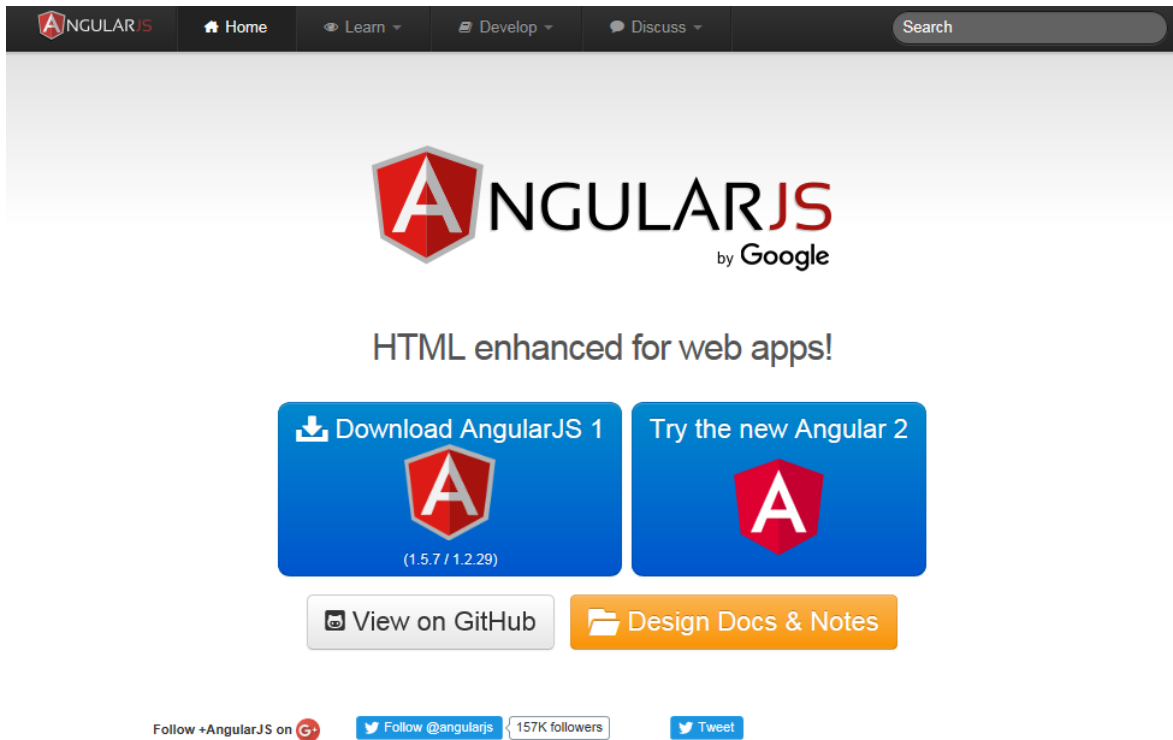 ANGULARJS Home Learn Develop Discuss Search
ANGULARJS
by Google
HTML enhanced for web apps!
Download AngularJS 1 Try the new Angular 2
A A
(1.5.7 / 1.2.29)
View on GitHub Design Docs & Notes
Follow +AngularJS on G+ Follow @angularjs 157K followers Tweet